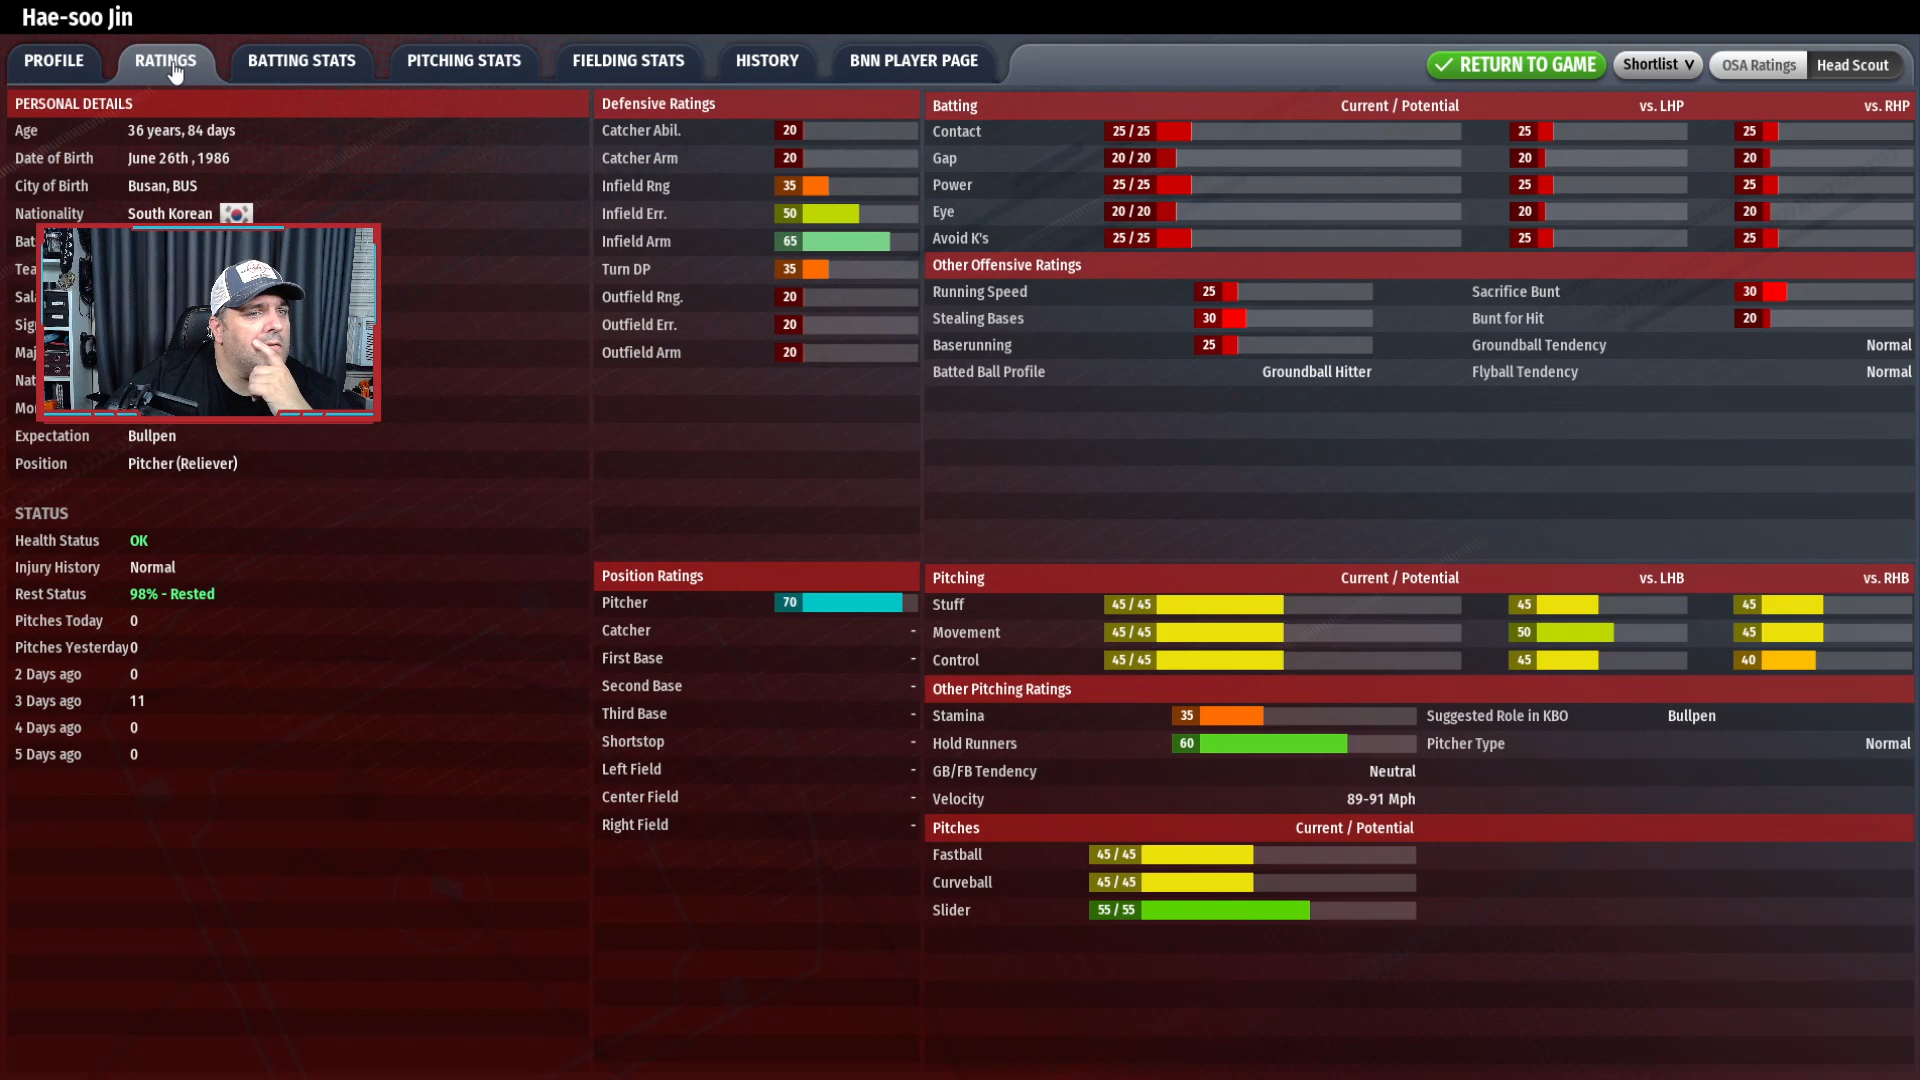 Hae-soo Jin
PROFILE RATINGS BATTING STATS PITCHING STATS FIELDING STATS HISTORY BNN PLAYER PAGE RETURN TO GAME Shortlist V OSA Ratings Head Scout
PERSONAL DETAILS
Age 36 years, 84 days
Date of Birth June 26th , 1986
City of Birth Busan, BUS
Nationality South Korean
Bat
Tea
Sal
Sig
Maj
Nat
Mo
Expectation Bullpen
Position Pitcher (Reliever)
STATUS
Health Status OK
Injury History Normal
Rest Status 98% - Rested
Pitches Today 0
Pitches Yesterday 0
2 Days ago 0
3 Days ago 11
4 Days ago 0
5 Days ago 0
Defensive Ratings
Catcher Abil. 20
Catcher Arm 20
Infield Rng 35
Infield Err. 50
Infield Arm 65
Turn DP 35
Outfield Rng. 20
Outfield Err. 20
Outfield Arm 20
Position Ratings
Pitcher 70
Catcher -
First Base -
Second Base -
Third Base -
Shortstop -
Left Field -
Center Field -
Right Field -
Batting Current / Potential vs. LHP vs. RHP
Contact 25 / 25 25 25
Gap 20 / 20 20 20
Power 25 / 25 25 25
Eye 20 / 20 20 20
Avoid K's 25 / 25 25 25
Other Offensive Ratings
Running Speed 25 Sacrifice Bunt 30
Stealing Bases 30 Bunt for Hit 20
Baserunning 25 Groundball Tendency Normal
Batted Ball Profile Groundball Hitter Flyball Tendency Normal
Pitching Current / Potential vs. LHB vs. RHB
Stuff 45 / 45 45 45
Movement 45 / 45 50 45
Control 45 / 45 45 40
Other Pitching Ratings
Stamina 35 Suggested Role in KBO Bullpen
Hold Runners 60 Pitcher Type Normal
GB/FB Tendency Neutral
Velocity 89-91 Mph
Pitches Current / Potential
Fastball 45 / 45
Curveball 45 / 45
Slider 55 / 55